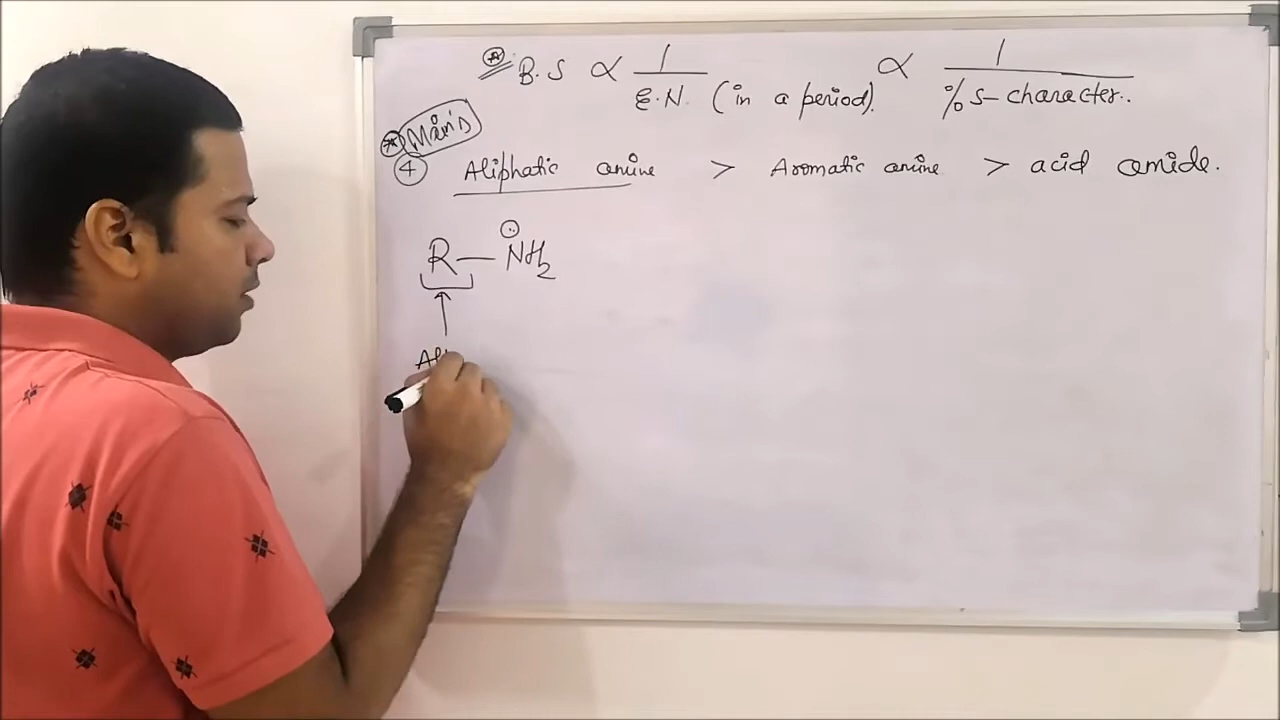 B.S ∝ 1/E.N. (in a period) ∝ 1/% s-character..
Main's
4 Aliphatic amine > Aromatic amine > acid amide.
R—NH2